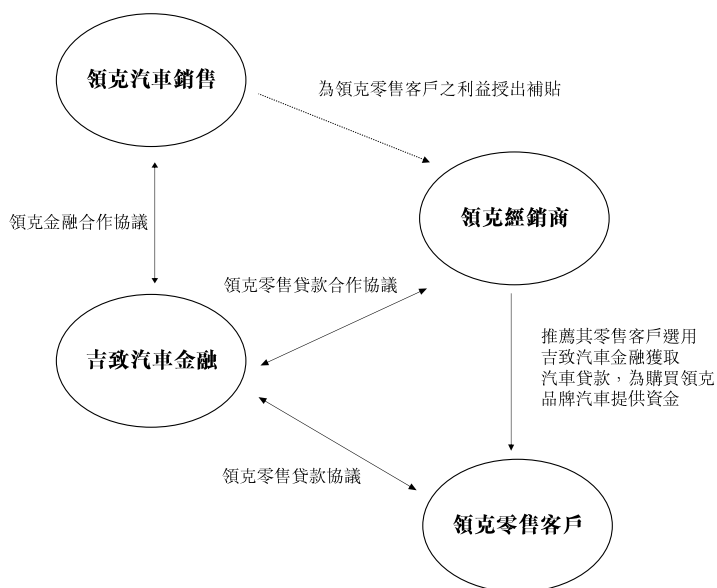 領克汽車銷售
為領克零售客戶之利益授出補貼
領克經銷商
領克金融合作協議
領克零售貸款合作協議
吉致汽車金融
推薦其零售客戶選用
吉致汽車金融獲取
汽車貸款，為購買領克
品牌汽車提供資金
領克零售貸款協議
領克零售客戶